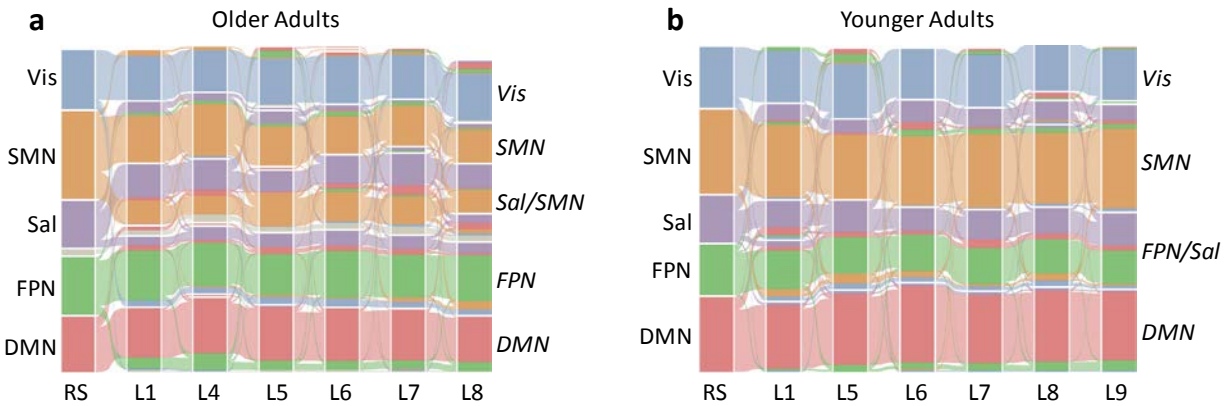 a
Older Adults
Vis
SMN
Sal
FPN
DMN
Vis
SMN
Sal/SMN
FPN
DMN
RS L1 L4 L5 L6 L7 L8
b
Younger Adults
Vis
SMN
Sal
FPN
DMN
Vis
SMN
FPN/Sal
DMN
RS L1 L5 L6 L7 L8 L9